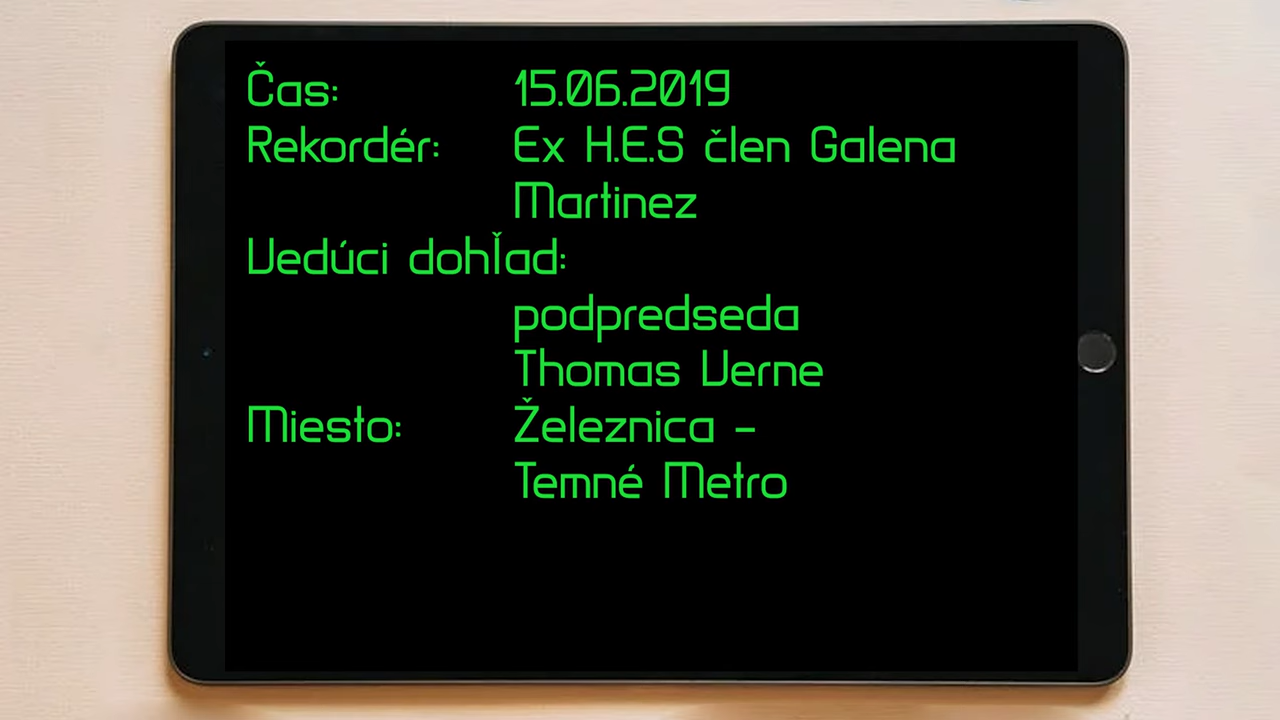 Čas: 15.06.2019
Rekordér: Ex H.E.S člen Galena
Martinez
Vedúci dohľad:
podpredseda
Thomas Verne
Miesto: Železnica –
Temné Metro